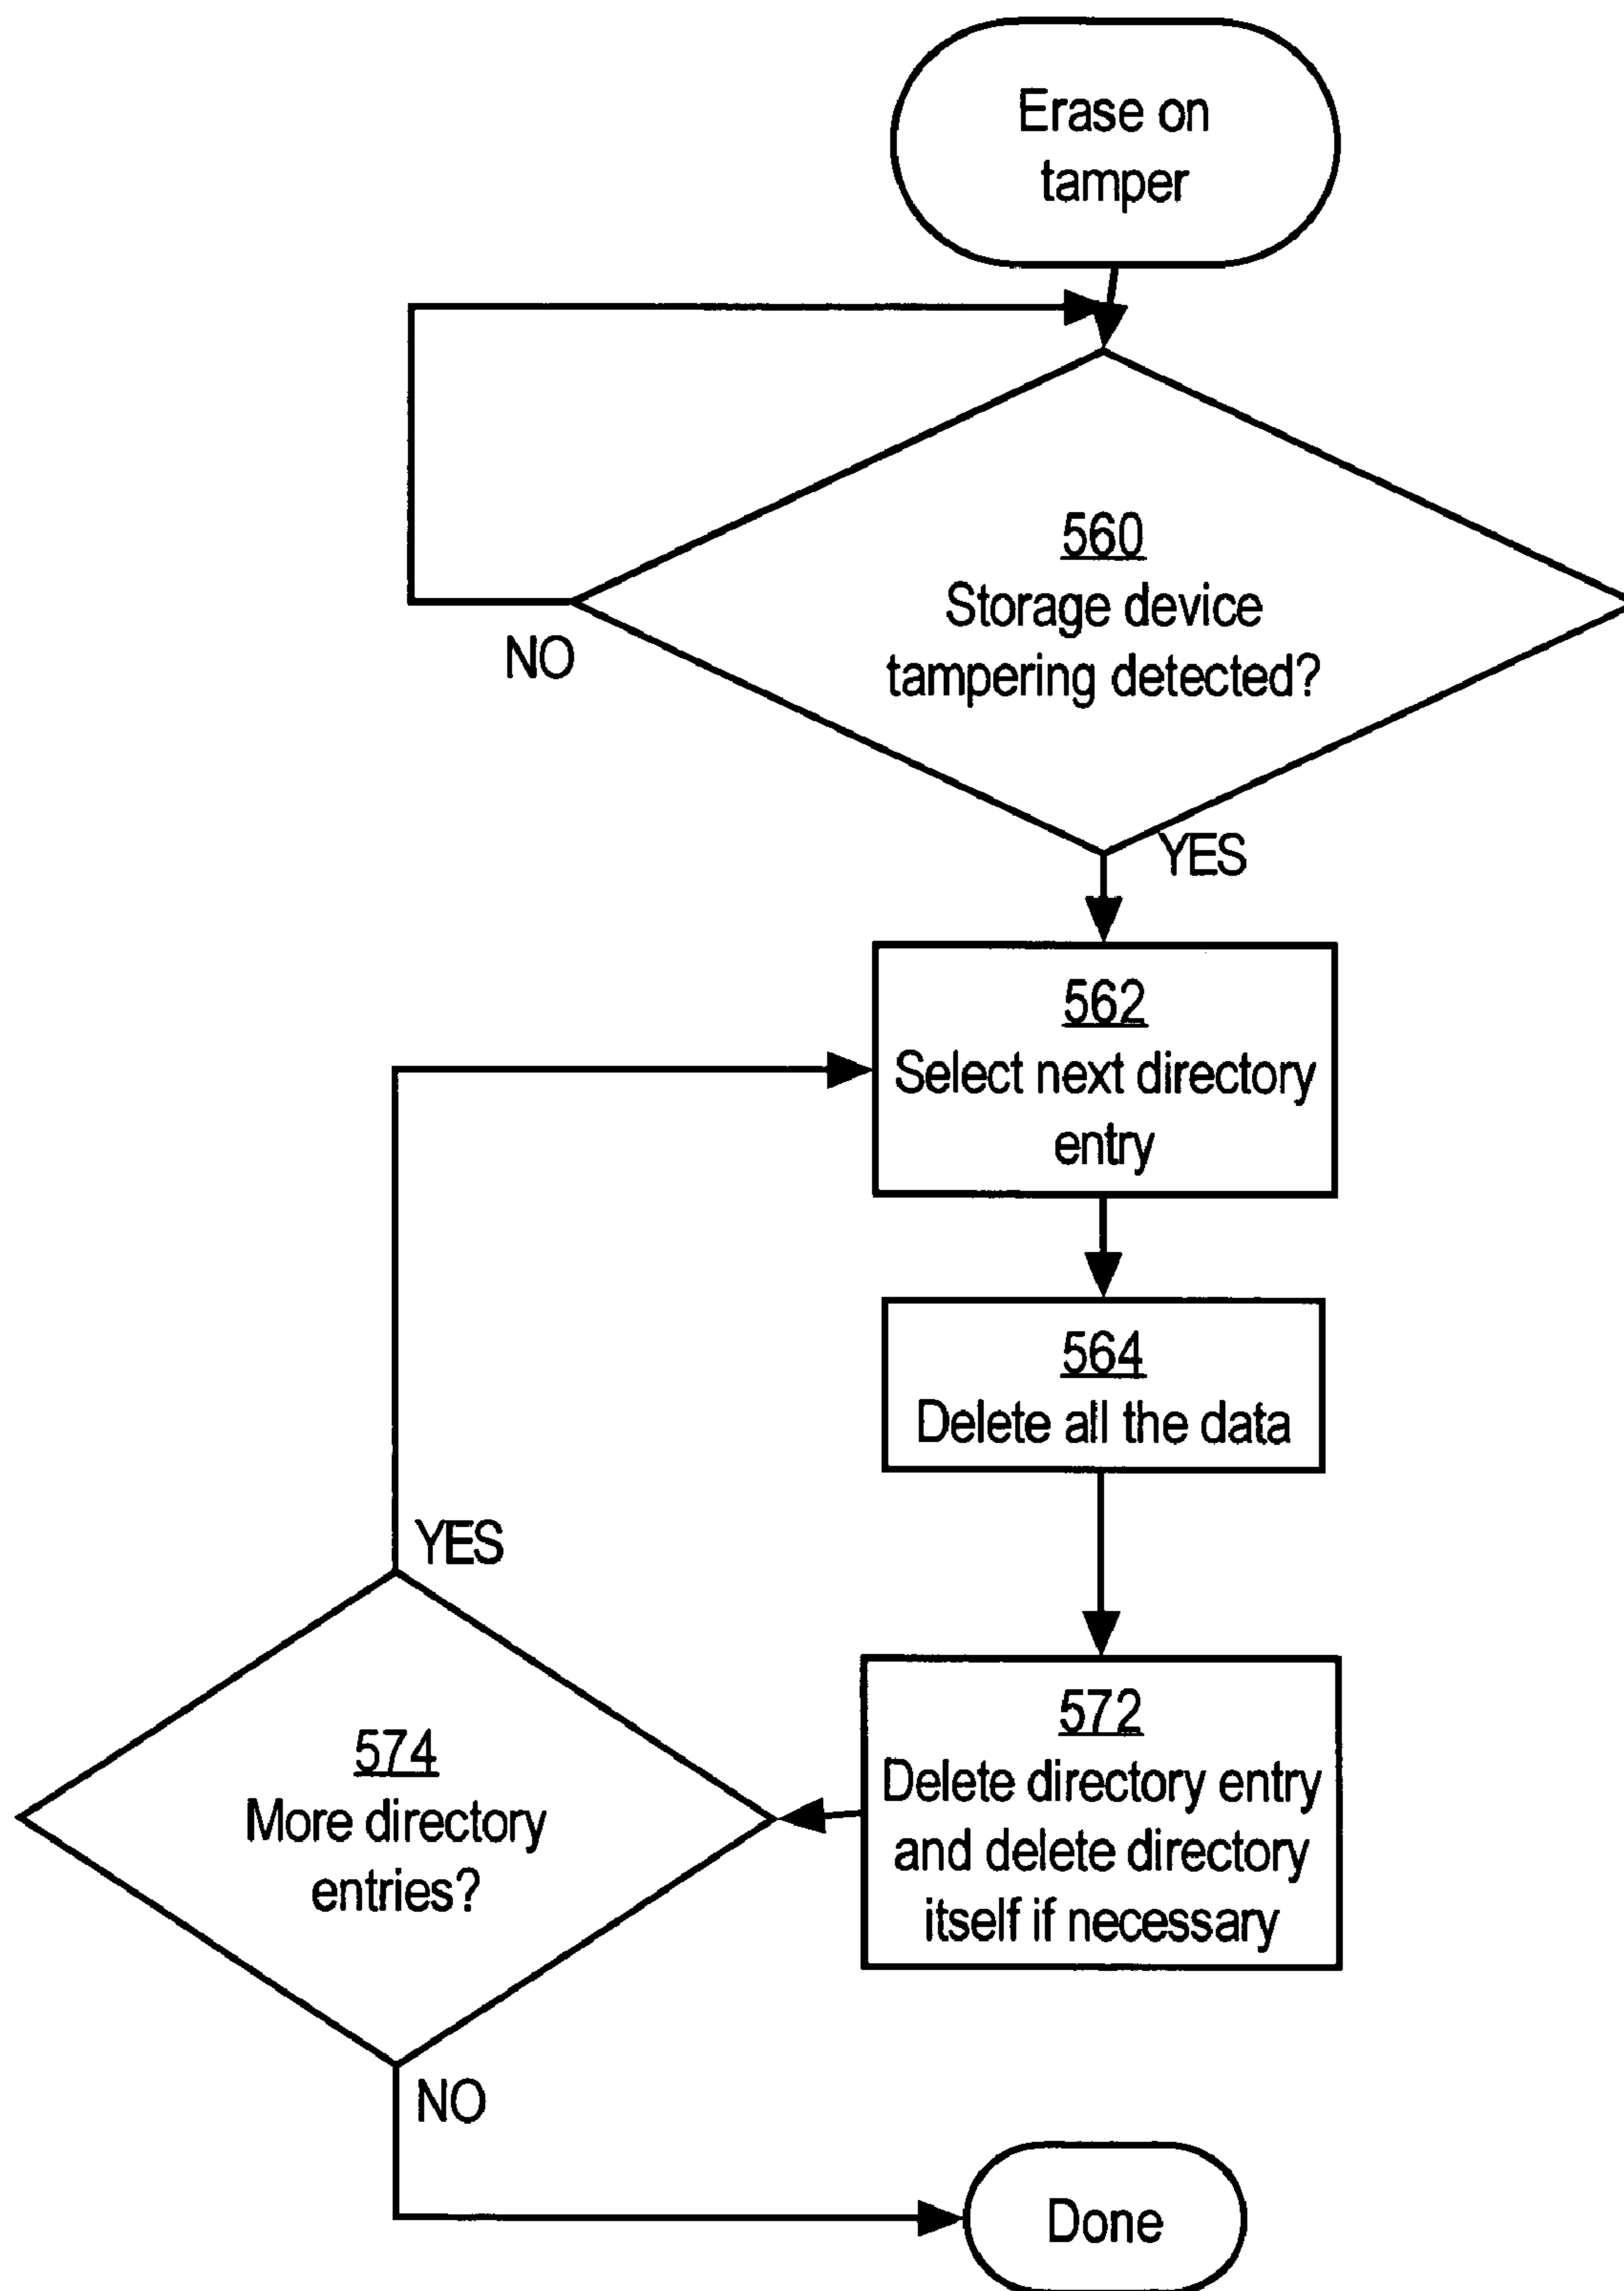 Erase on
tamper
560
Storage device
tampering detected?
NO
YES
562
Select next directory
entry
564
Delete all the data
YES
572
Delete directory entry
and delete directory
itself if necessary
574
More directory
entries?
NO
Done